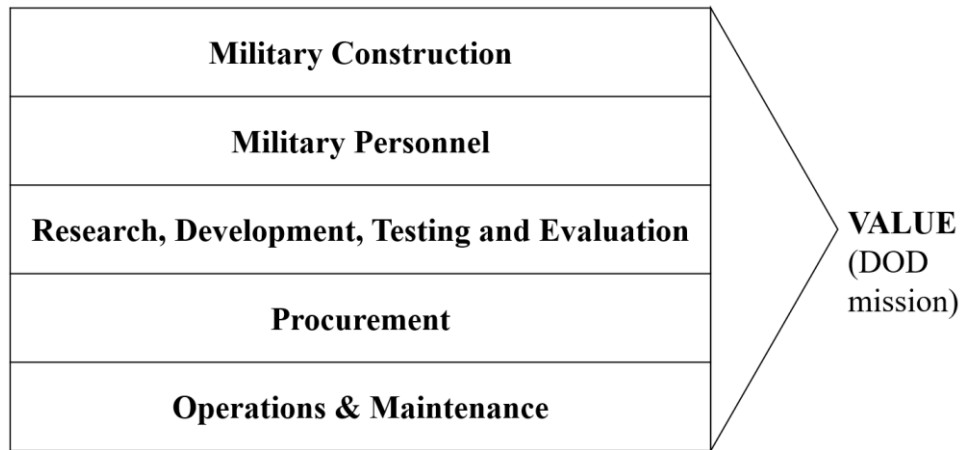 Military Construction
Military Personnel
Research, Development, Testing and Evaluation
Procurement
Operations & Maintenance
VALUE
(DOD
mission)